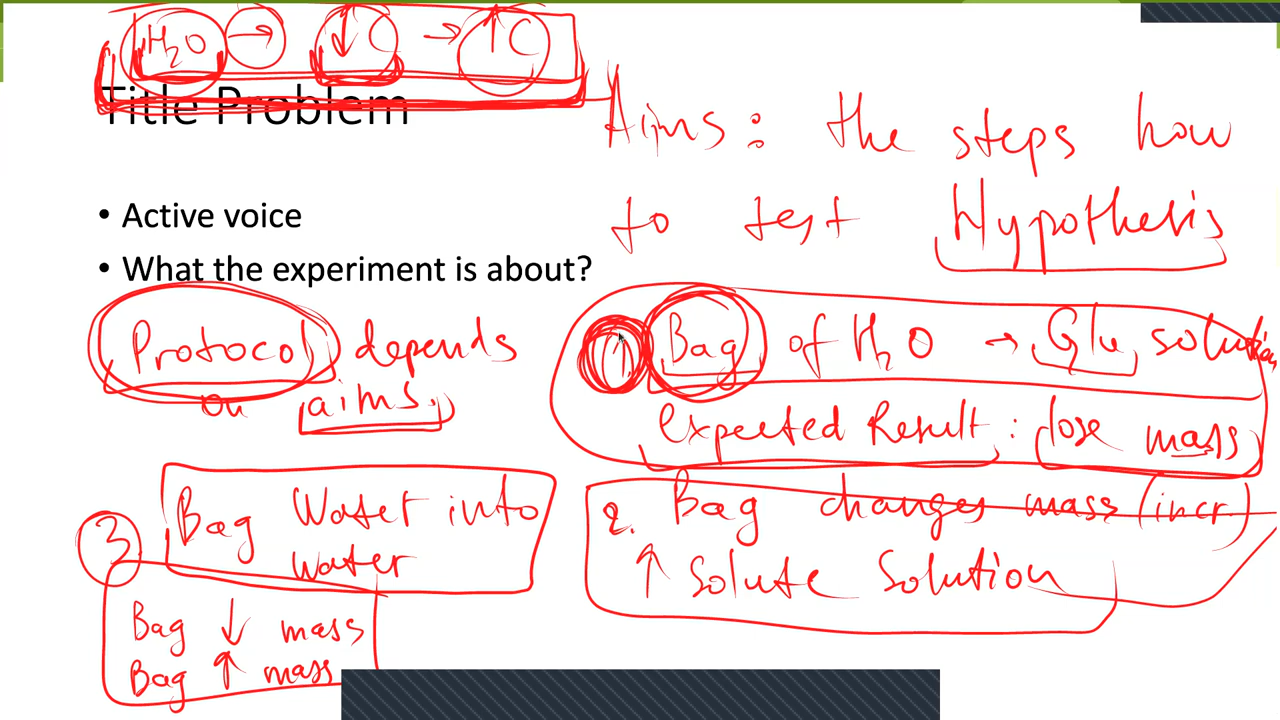 H2O → ↓C → ↑C
Title Problem
Aims: the steps how
to test Hypothesis
• Active voice
• What the experiment is about?
Protocol depends
on aims.
↑ Bag of H2O → Glu solution
Expected Result: lose mass
3 Bag Water into
Water
2. Bag changes mass (incr.)
↑ Solute Solution
Bag ↓ mass
Bag ↑ mass